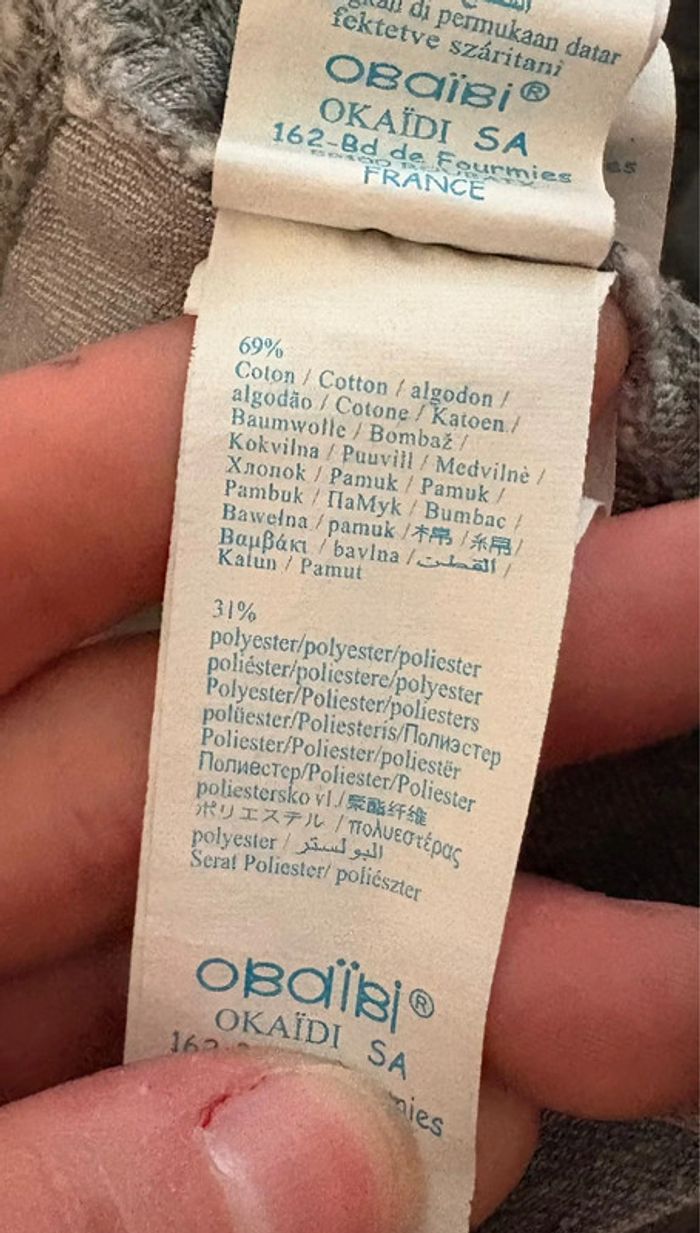 di permukaan datar
fektetve szárítani
OBAÏBI®
OKAÏDI SA
162-Bd de Fourmies
FRANCE
es
69%
Coton / Cotton / algodon /
algodão / Cotone / Katoen /
Baumwolle / Bombaž /
Kokvilna / Puuvill / Medvilnė /
Хлопок / Pamuk / Pamuk /
Pambuk / ПаМук / Bumbac /
Bawełna / pamuk /
Βαμβάκι / bavlna / القطن /
Katun / Pamut
31%
polyester/polyester/poliester
poliéster/poliestere/polyester
Polyester/Poliester/poliesters
polüester/Poliesteris/Полиэстер
Poliester/Poliester/poliestër
Полиестер/Poliester/Poliester
poliestersko vl./聚酯纤维
ポリエステル / πολυεστέρας
polyester / البوليستر
Serat Poliester/ poliészter
OBAÏBI®
OKAÏDI SA
162
mies